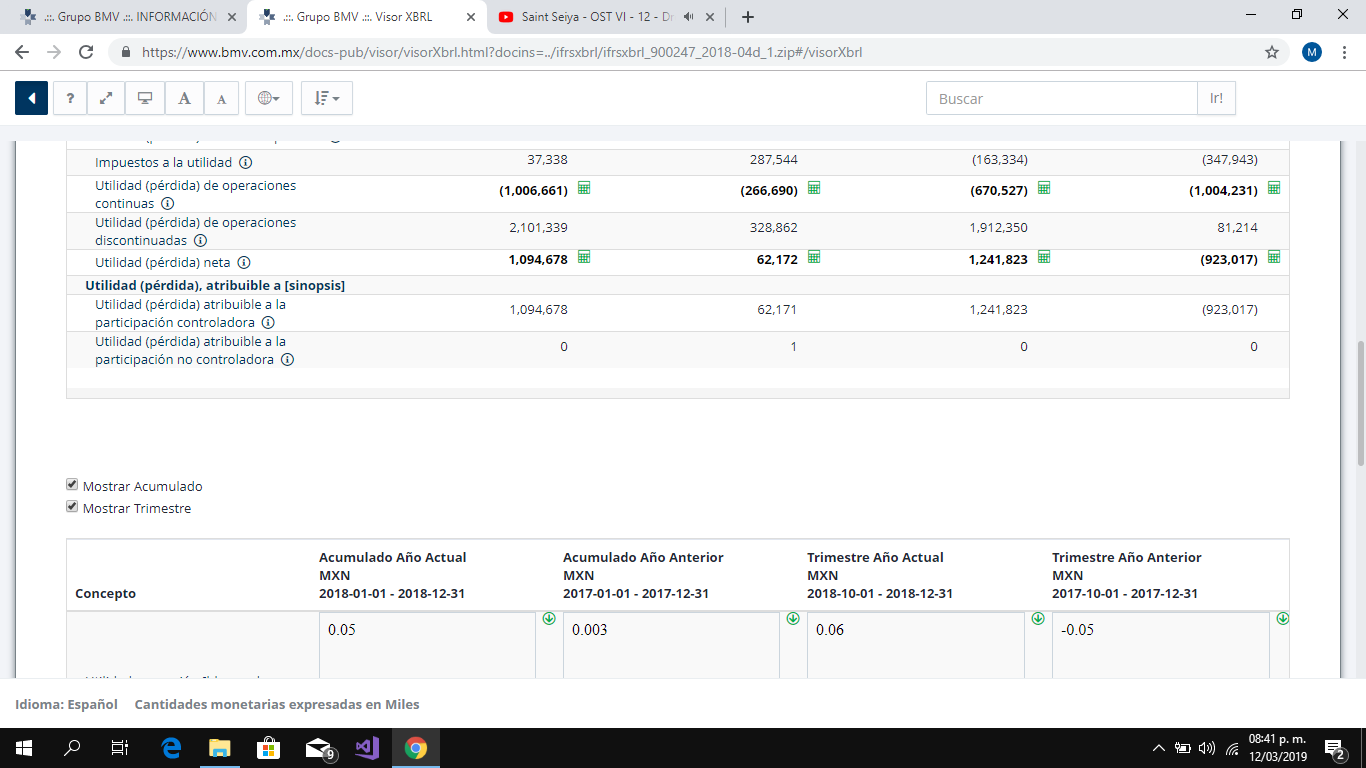 .::. Grupo BMV .::. INFORMACIÓN
.::. Grupo BMV .::. Visor XBRL
Saint Seiya - OST VI - 12 - Dr
https://www.bmv.com.mx/docs-pub/visor/visorXbrl.html?docins=../ifrsxbrl/ifrsxbrl_900247_2018-04d_1.zip#/visorXbrl
M
? A A
Buscar Ir!
Impuestos a la utilidad 37,338 287,544 (163,334) (347,943)
Utilidad (pérdida) de operaciones
continuas (1,006,661) (266,690) (670,527) (1,004,231)
Utilidad (pérdida) de operaciones
discontinuadas 2,101,339 328,862 1,912,350 81,214
Utilidad (pérdida) neta 1,094,678 62,172 1,241,823 (923,017)
Utilidad (pérdida), atribuible a [sinopsis]
Utilidad (pérdida) atribuible a la
participación controladora 1,094,678 62,171 1,241,823 (923,017)
Utilidad (pérdida) atribuible a la
participación no controladora 0 1 0 0
Mostrar Acumulado
Mostrar Trimestre
Acumulado Año Actual Acumulado Año Anterior Trimestre Año Actual Trimestre Año Anterior
MXN MXN MXN MXN
Concepto 2018-01-01 - 2018-12-31 2017-01-01 - 2017-12-31 2018-10-01 - 2018-12-31 2017-10-01 - 2017-12-31
0.05 0.003 0.06 -0.05
Idioma: Español Cantidades monetarias expresadas en Miles
9
08:41 p. m.
12/03/2019
2